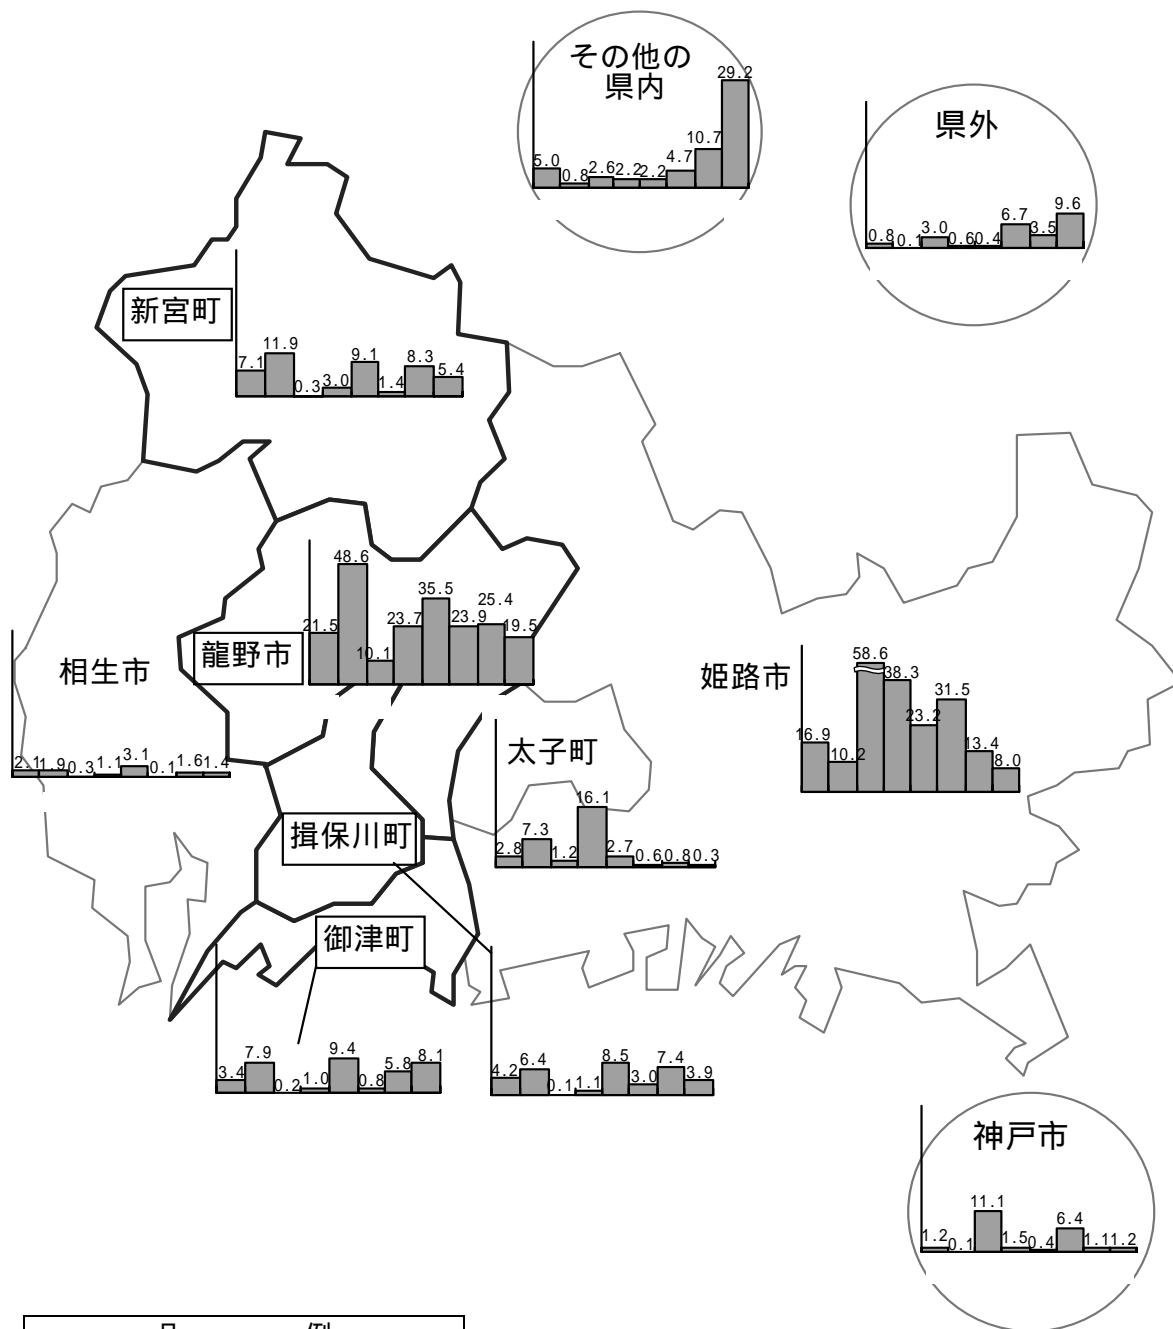 その他の
県内
5.0 0.8 2.6 2.2 2.2 4.7 10.7 29.2
県外
0.8 0.1 3.0 0.6 0.4 6.7 3.5 9.6
新宮町
7.1 11.9 0.3 3.0 9.1 1.4 8.3 5.4
龍野市
21.5 48.6 10.1 23.7 35.5 23.9 25.4 19.5
相生市
2.1 1.9 0.3 1.1 3.1 0.1 1.6 1.4
姫路市
16.9 10.2 58.6 38.3 23.2 31.5 13.4 8.0
太子町
2.8 7.3 1.2 16.1 2.7 0.6 0.8 0.3
揖保川町
御津町
3.4 7.9 0.2 1.0 9.4 0.8 5.8 8.1
4.2 6.4 0.1 1.1 8.5 3.0 7.4 3.9
神戸市
1.2 0.1 11.1 1.5 0.4 6.4 1.1 1.2